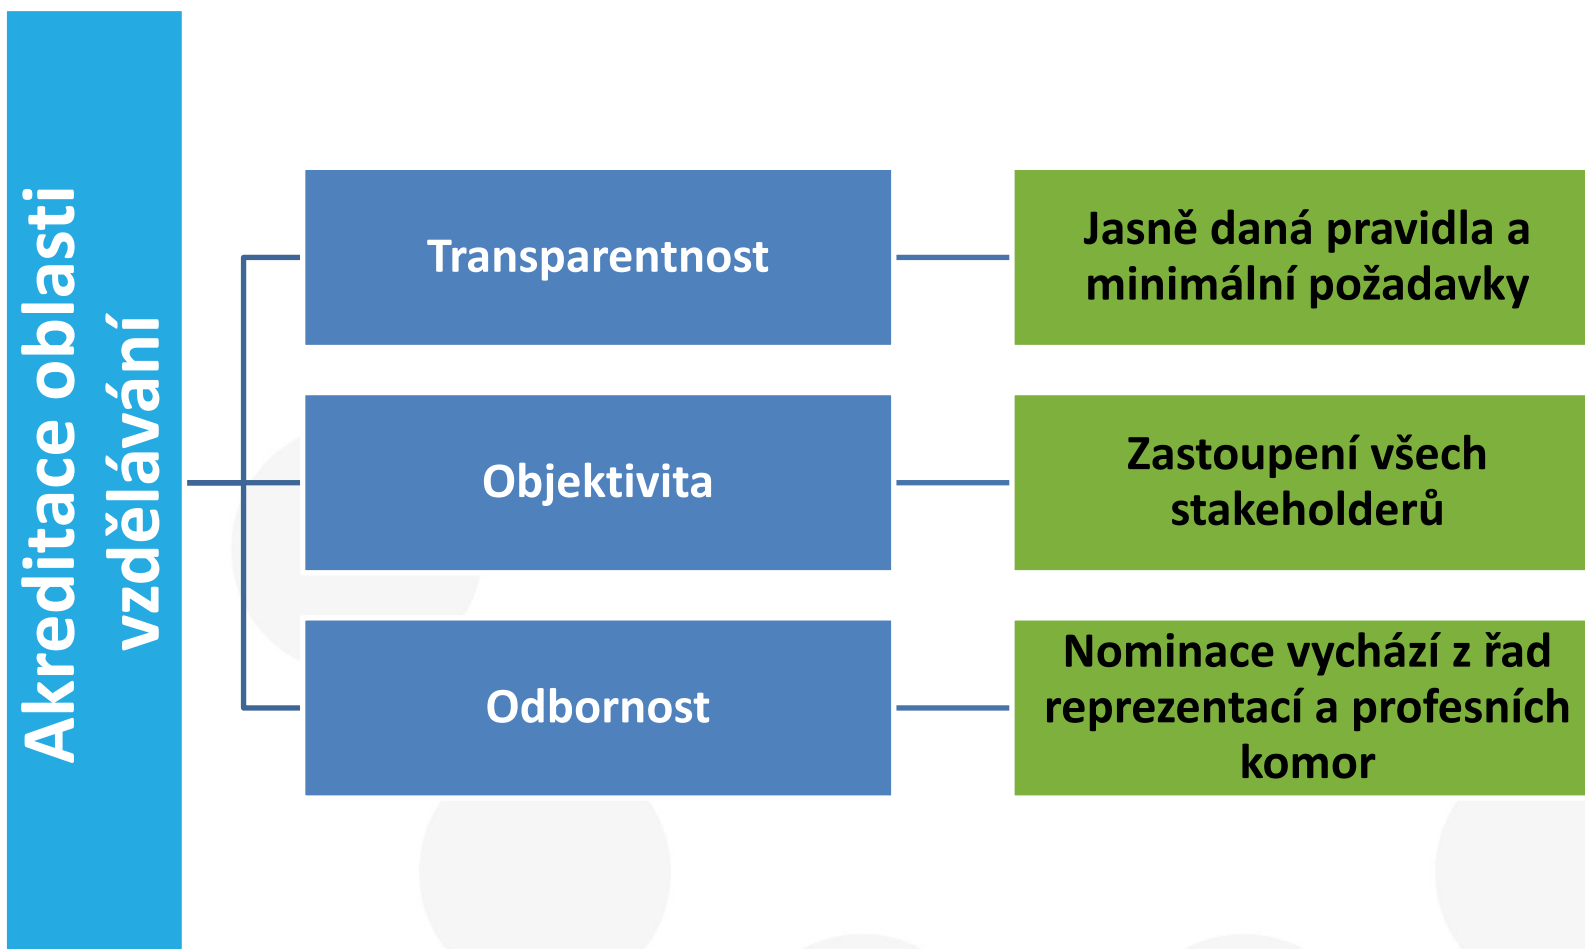 Akreditace oblasti
vzdělávání
Transparentnost
Jasně daná pravidla a
minimální požadavky
Objektivita
Zastoupení všech
stakeholderů
Odbornost
Nominace vychází z řad
reprezentací a profesních
komor